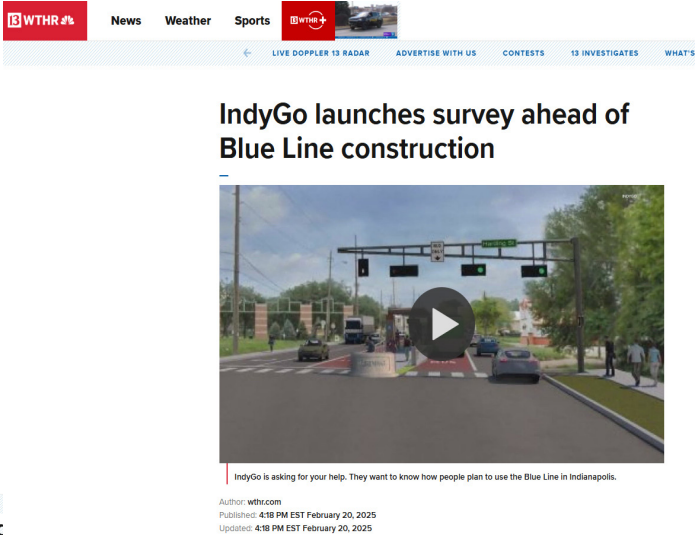 13 WTHR
News
Weather
Sports
13 WTHR+
LIVE DOPPLER 13 RADAR
ADVERTISE WITH US
CONTESTS
13 INVESTIGATES
WHAT'S
IndyGo launches survey ahead of
Blue Line construction
Harding St
IndyGo is asking for your help. They want to know how people plan to use the Blue Line in Indianapolis.
Author: wthr.com
Published: 4:18 PM EST February 20, 2025
Updated: 4:18 PM EST February 20, 2025